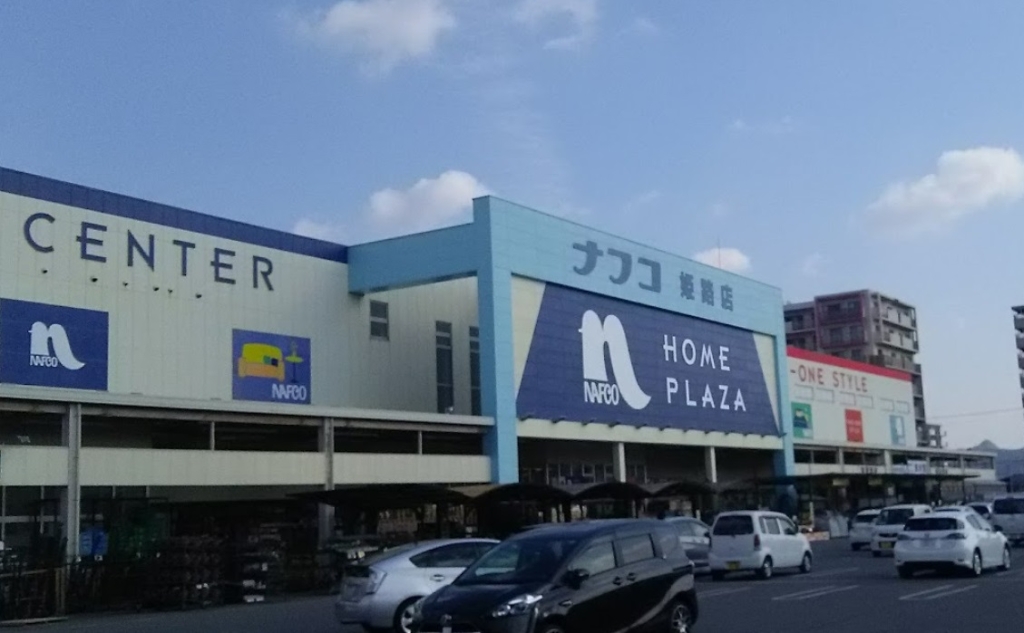 CENTER
NAFCO
NAFCO
ナフコ 姫路店
NAFCO
HOME
PLAZA
-ONE STYLE